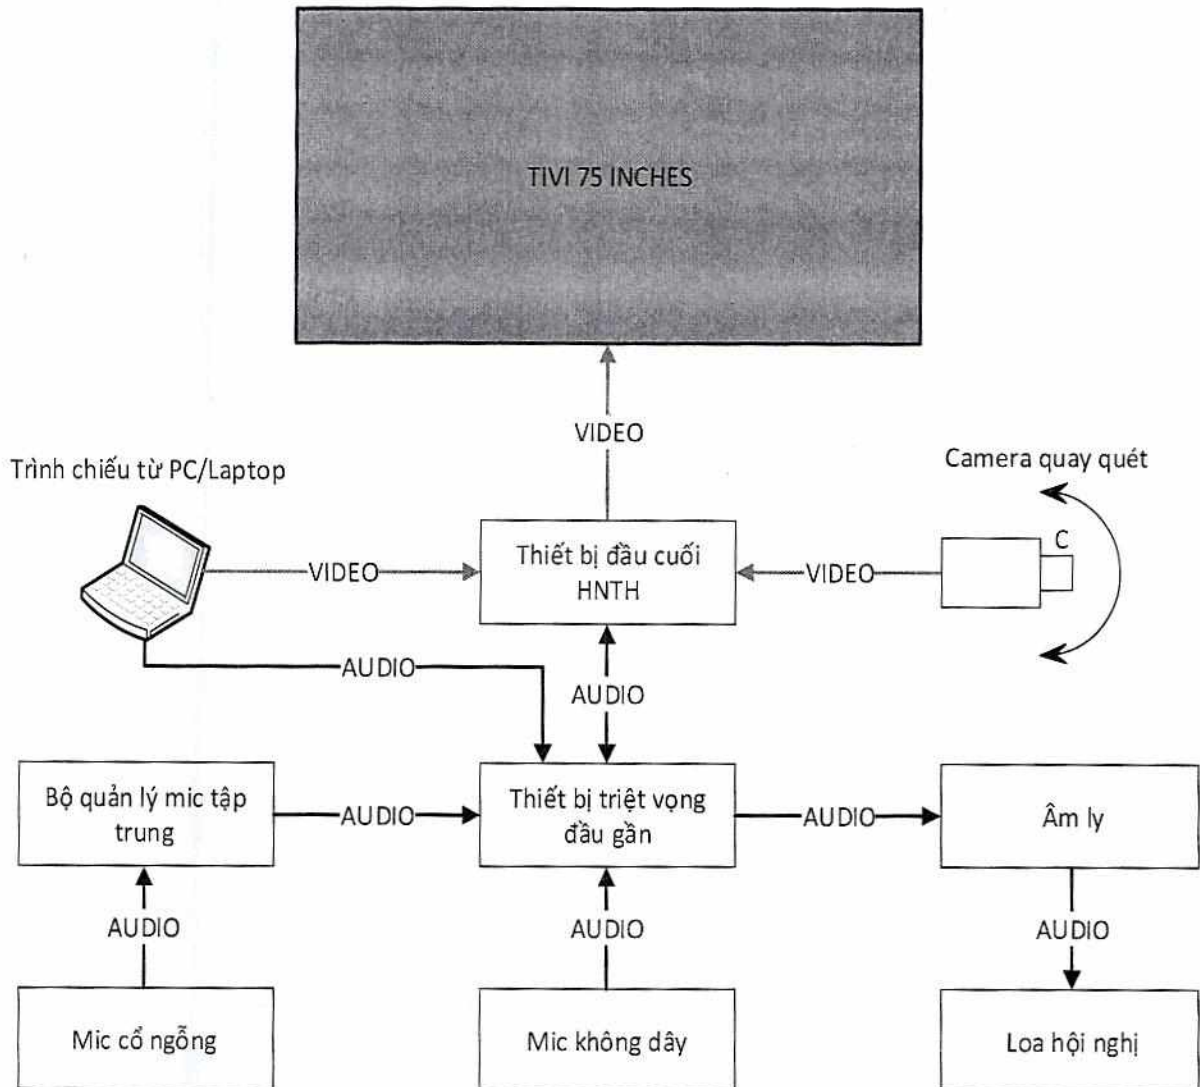 TIVI 75 INCHES
VIDEO
Trình chiếu từ PC/Laptop
Camera quay quét
C
Thiết bị đầu cuối
HNTH
VIDEO
VIDEO
AUDIO
AUDIO
Bộ quản lý mic tập
trung
AUDIO
Thiết bị triệt vọng
đầu gần
AUDIO
Âm ly
AUDIO
AUDIO
AUDIO
Mic cổ ngỗng
Mic không dây
Loa hội nghị